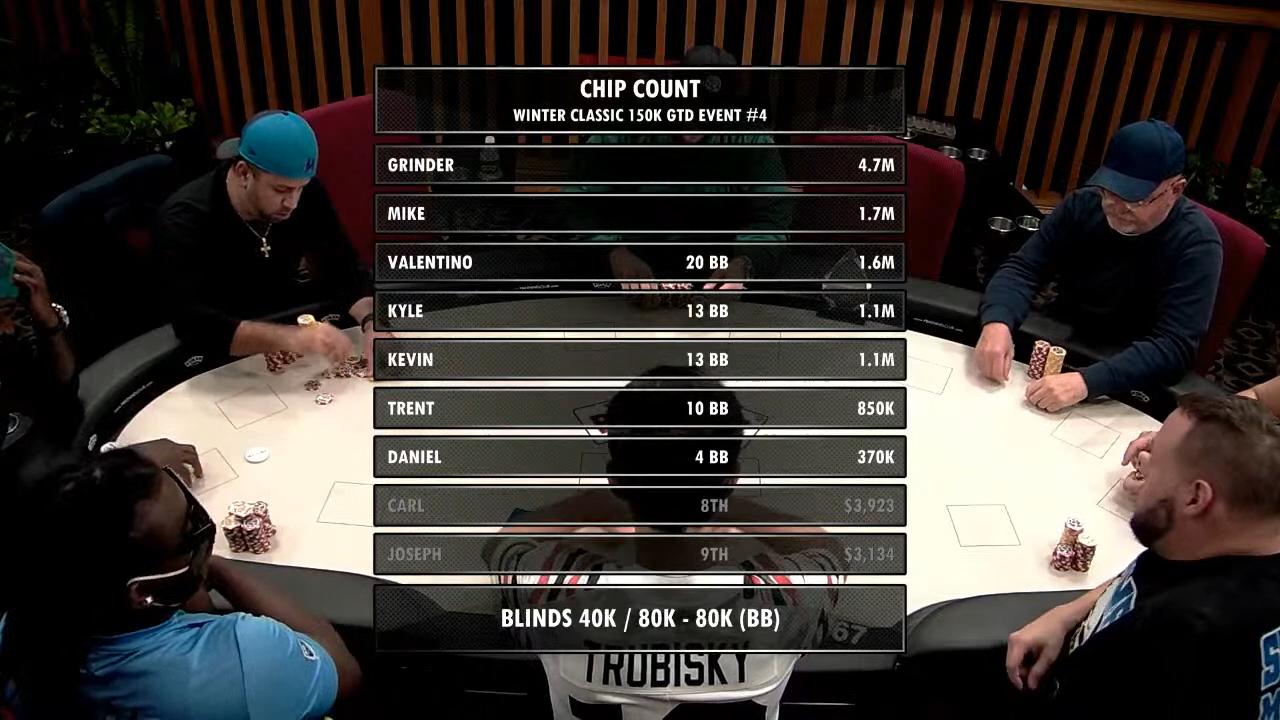 CHIP COUNT
WINTER CLASSIC 150K GTD EVENT #4
GRINDER 4.7M
MIKE 1.7M
VALENTINO 20 BB 1.6M
KYLE 13 BB 1.1M
KEVIN 13 BB 1.1M
TRENT 10 BB 850K
DANIEL 4 BB 370K
CARL 8TH $3,923
JOSEPH 9TH $3,134
BLINDS 40K / 80K - 80K (BB)
67
TRUBISKY